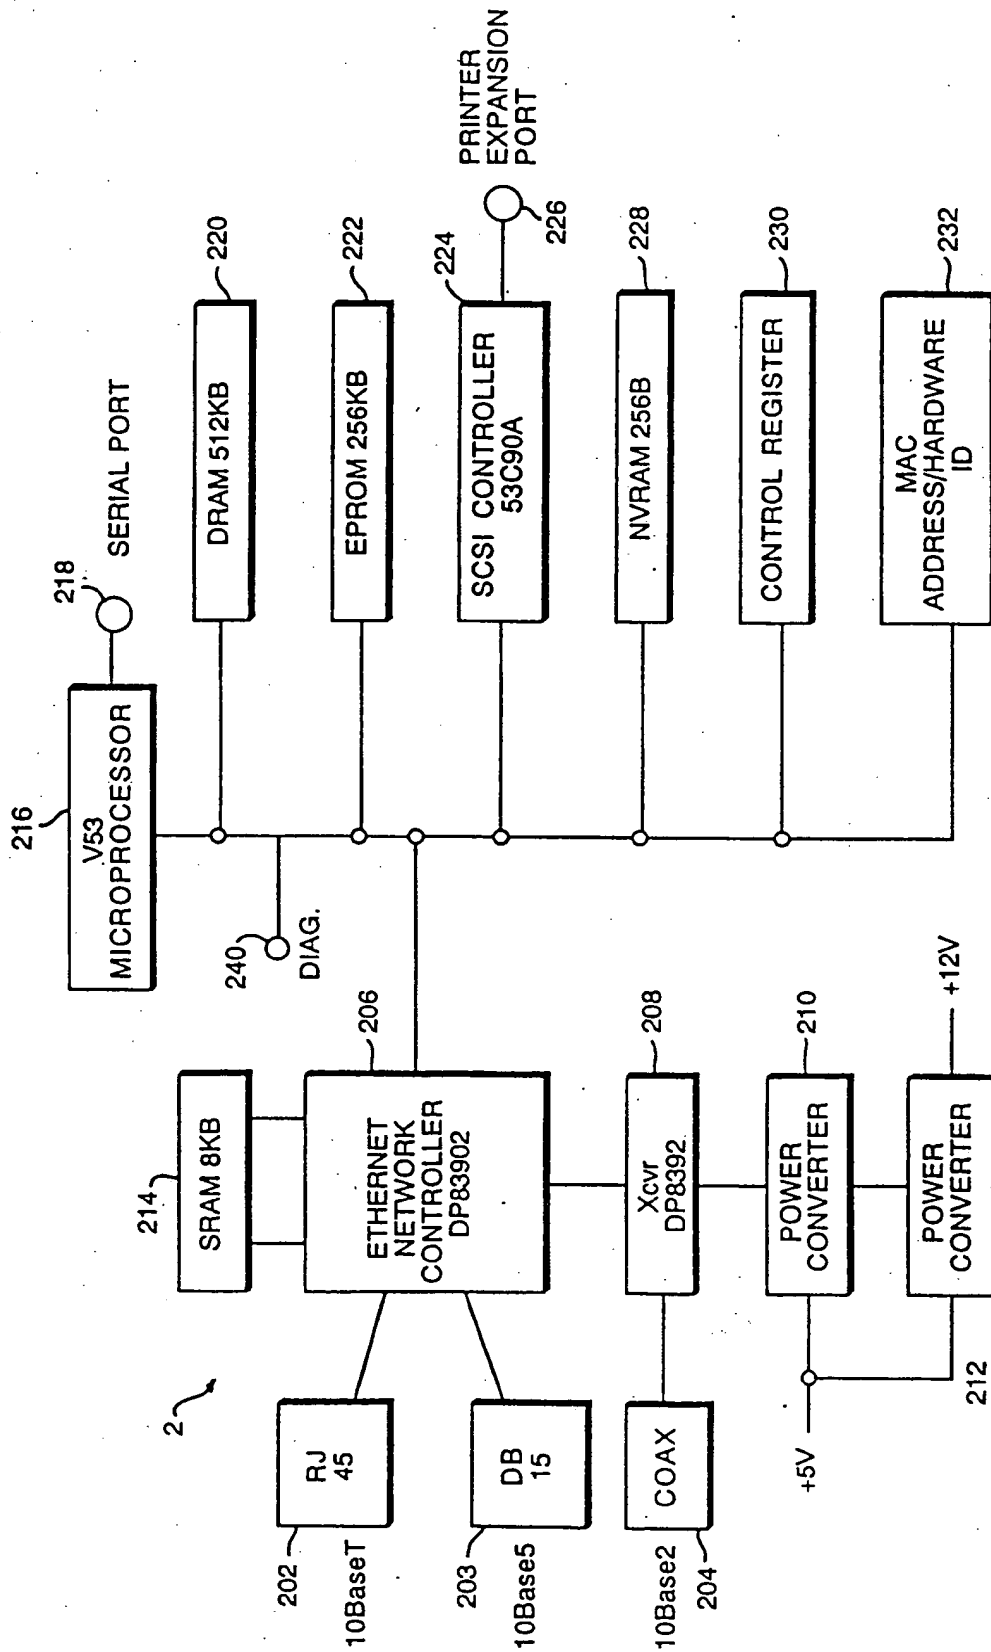 216
V53
MICROPROCESSOR
218
SERIAL PORT
214
SRAM 8KB
240
DIAG.
DRAM 512KB
220
2
206
ETHERNET
NETWORK
CONTROLLER
DP83902
EPROM 256KB
222
RJ
45
202
10BaseT
DB
15
203
10Base5
SCSI CONTROLLER
53C90A
224
PRINTER
EXPANSION
PORT
226
COAX
10Base2
204
Xcvr
DP8392
208
NVRAM 256B
228
+5V
POWER
CONVERTER
210
CONTROL REGISTER
230
212
POWER
CONVERTER
+12V
MAC
ADDRESS/HARDWARE
ID
232